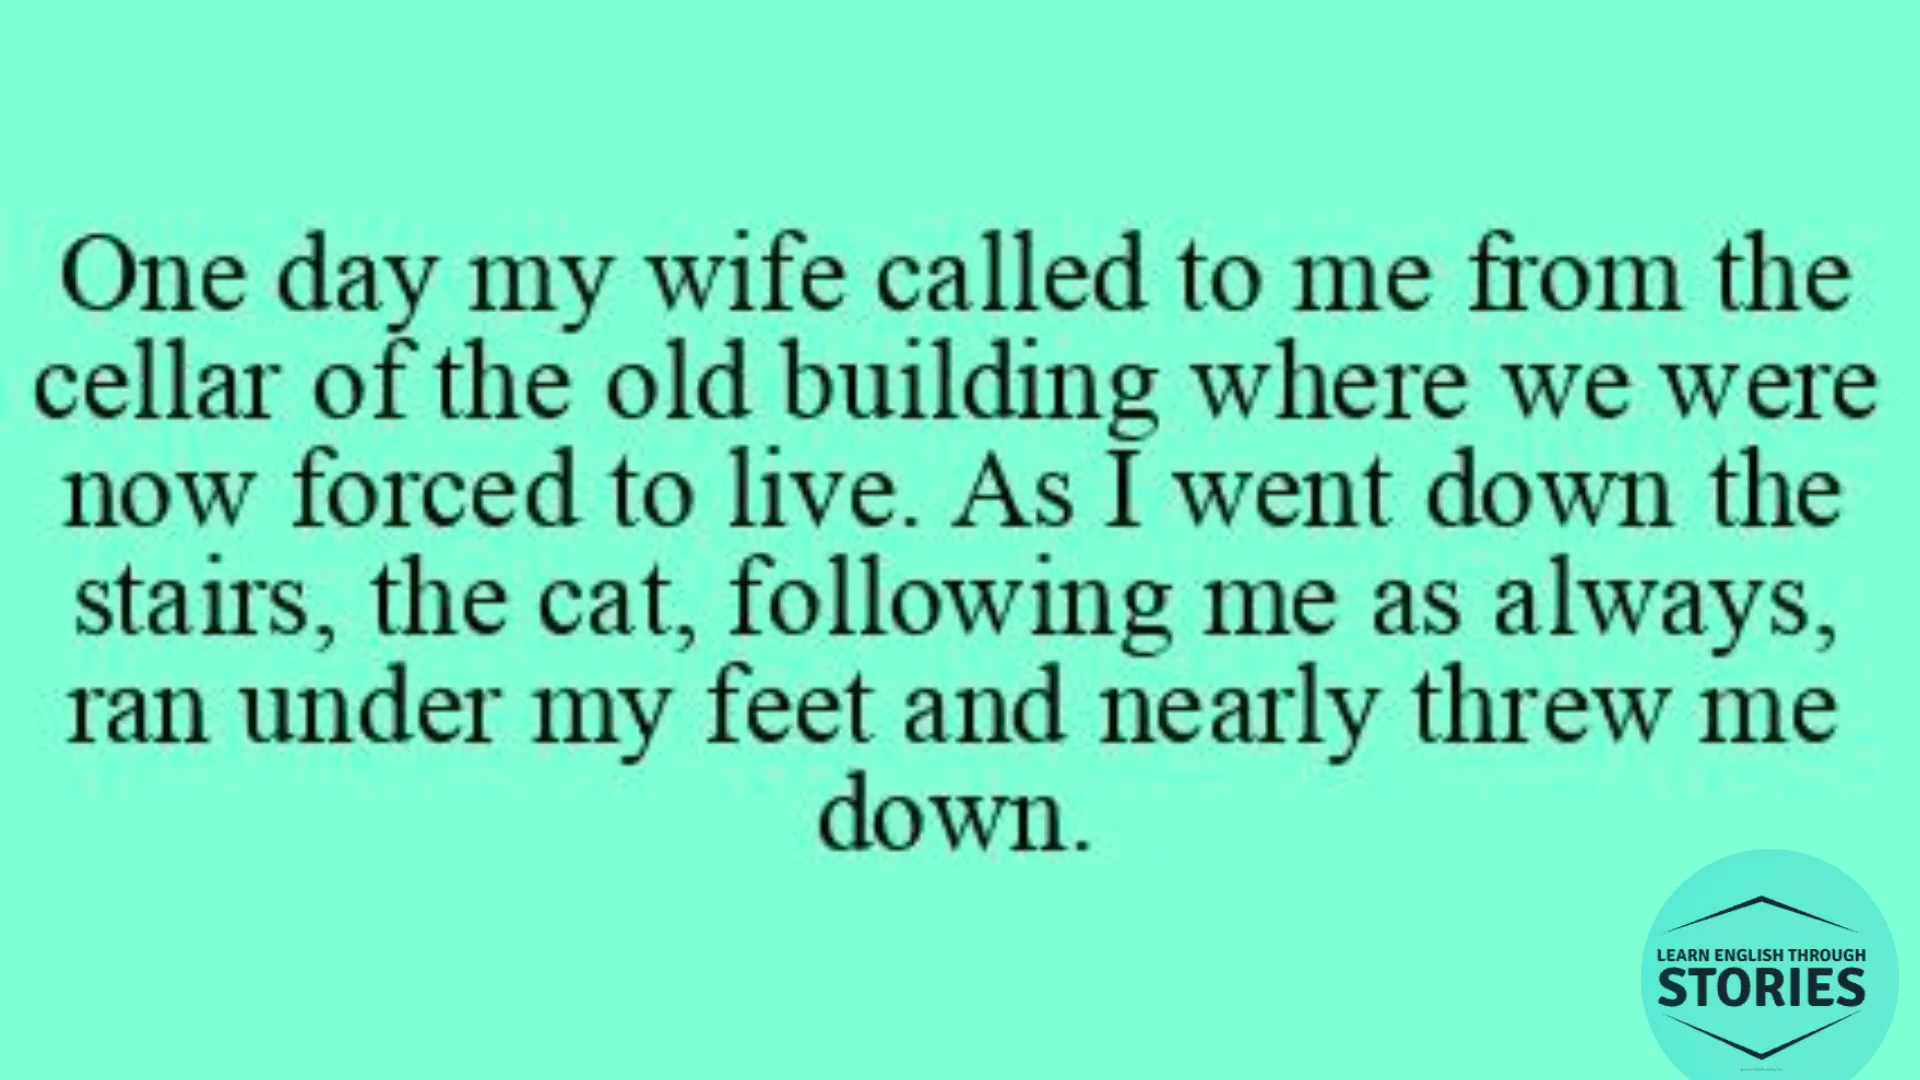 One day my wife called to me from the
cellar of the old building where we were
now forced to live. As I went down the
stairs, the cat, following me as always,
ran under my feet and nearly threw me
down.
LEARN ENGLISH THROUGH
STORIES